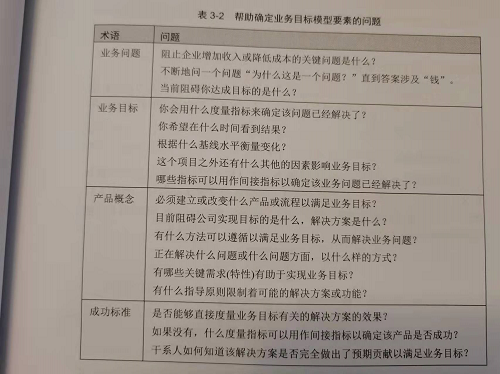 表 3-2 帮助确定业务目标模型要素的问题
术语 问题
业务问题 阻止企业增加收入或降低成本的关键问题是什么?
不断地问一个问题“为什么这是一个问题?”直到答案涉及“钱”。
当前阻碍你达成目标的是什么?
业务目标 你会用什么度量指标来确定该问题已经解决了?
你希望在什么时间看到结果?
根据什么基线水平衡量变化?
这个项目之外还有什么其他的因素影响业务目标?
哪些指标可以用作间接指标以确定该业务问题已经解决了?
产品概念 必须建立或改变什么产品或流程以满足业务目标?
目前阻碍公司实现目标的是什么,解决方案是什么?
有什么方法可以遵循以满足业务目标,从而解决业务问题?
正在解决什么问题或什么问题方面,以什么样的方式?
有哪些关键需求(特性)有助于实现业务目标?
有什么指导原则限制着可能的解决方案或功能?
成功标准 是否能够直接度量业务目标有关的解决方案的效果?
如果没有,什么度量指标可以用作间接指标以确定该产品是否成功?
干系人如何知道该解决方案是否完全做出了预期贡献以满足业务目标?